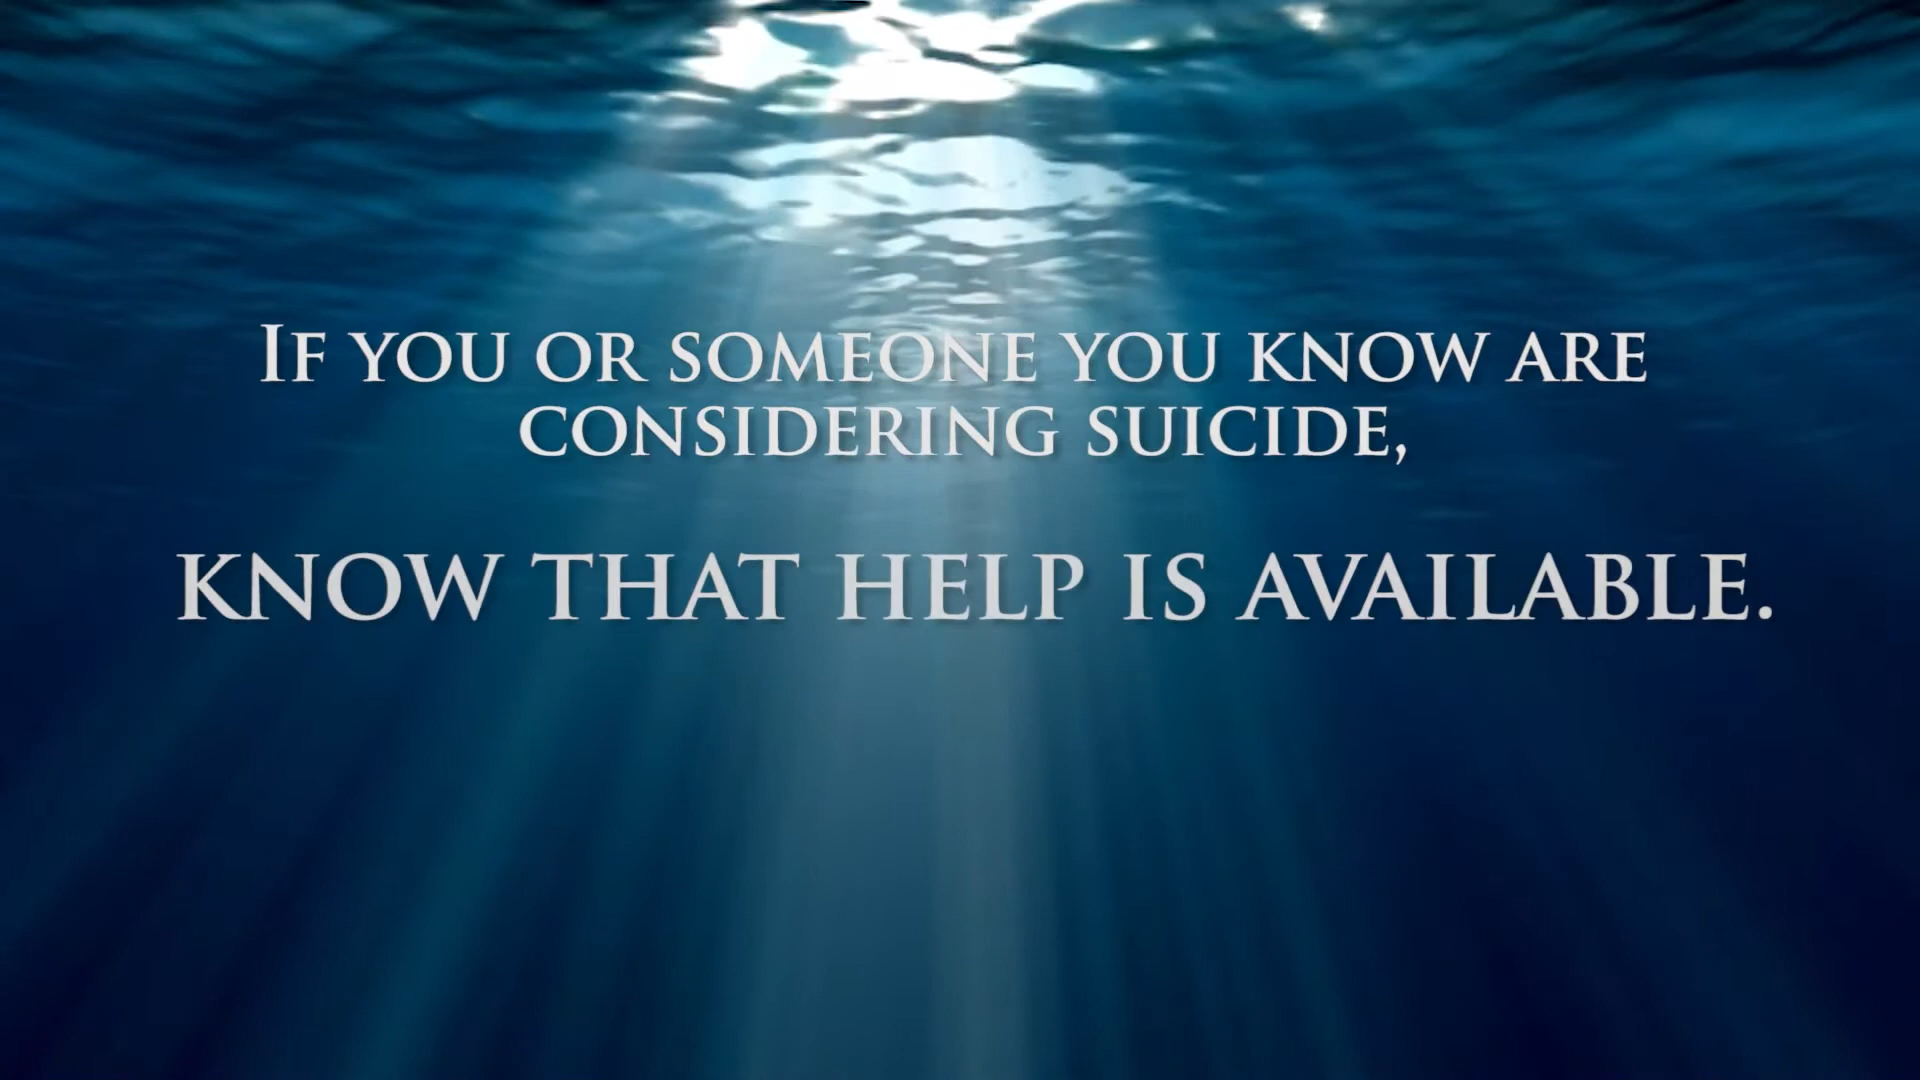 If you or someone you know are
considering suicide,
know that help is available.